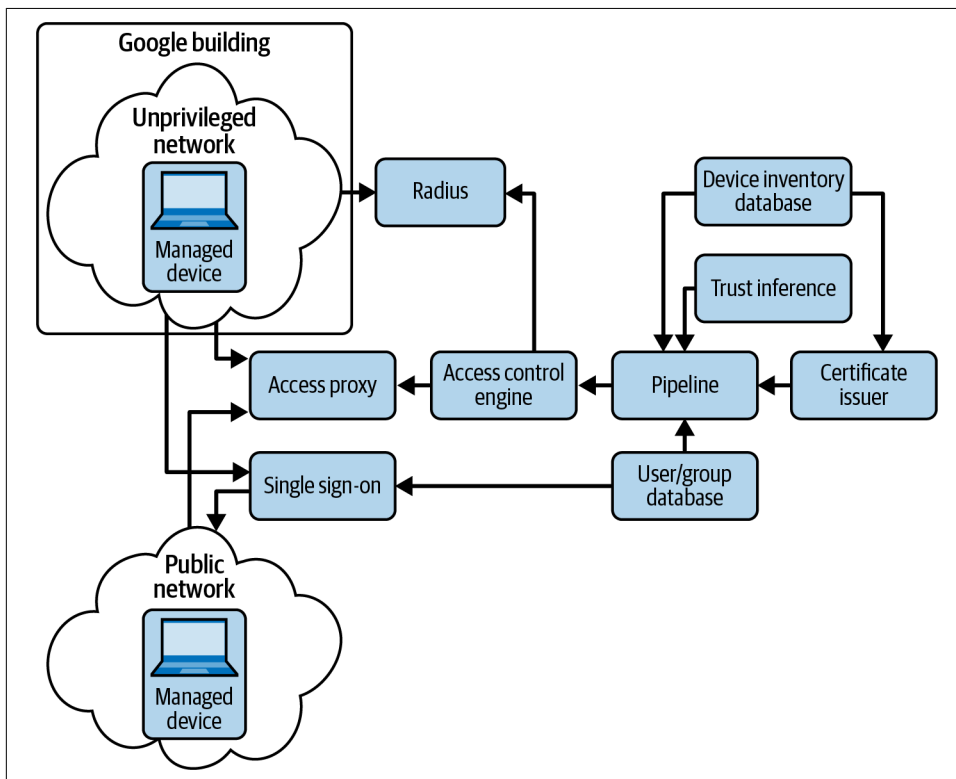 Google building
Unprivileged
network
Managed
device
Radius
Device inventory
database
Trust inference
Access proxy
Access control
engine
Pipeline
Certificate
issuer
Single sign-on
User/group
database
Public
network
Managed
device